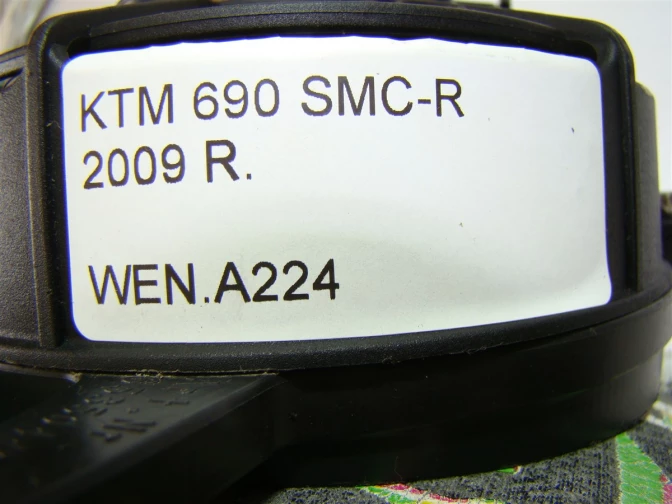 KTM 690 SMC-R
2009 R.
WEN.A224